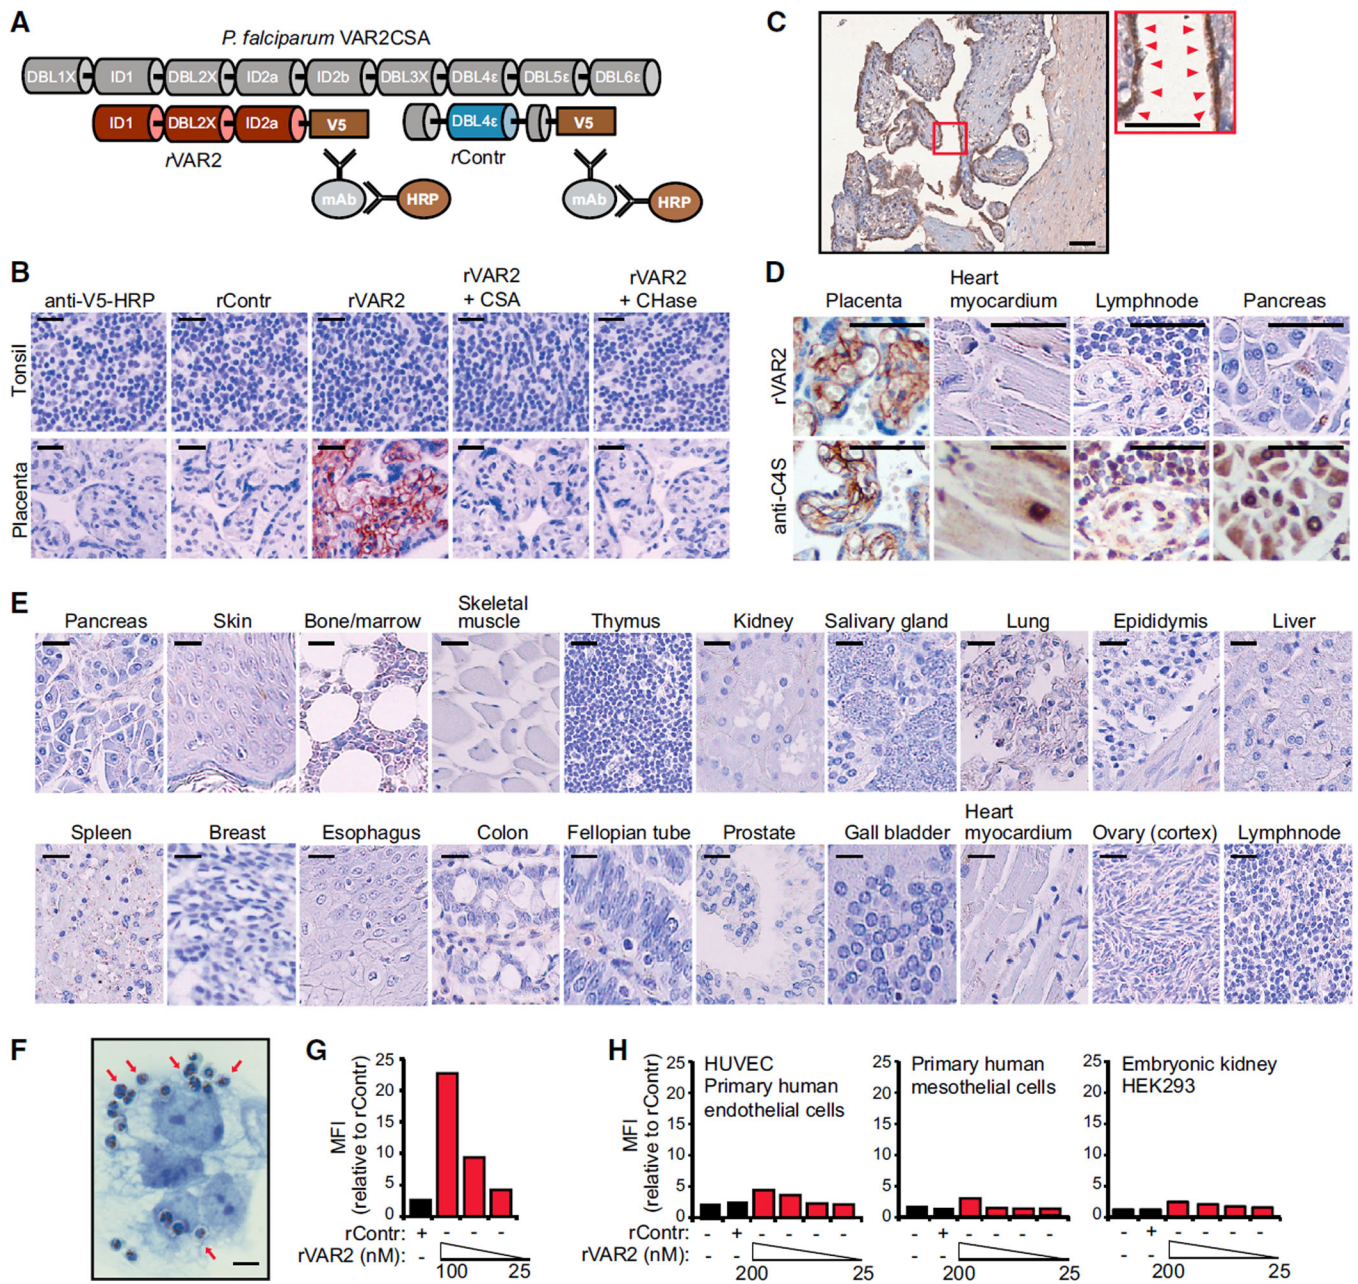 A
P. falciparum VAR2CSA
DBL1X ID1 DBL2X ID2a ID2b DBL3X DBL4ε DBL5ε DBL6ε
ID1 DBL2X ID2a V5 DBL4ε V5
rVAR2 rContr
mAb HRP mAb HRP
B
anti-V5-HRP rContr rVAR2 rVAR2 + CSA rVAR2 + CHase
Tonsil
Placenta
C
D
Placenta Heart myocardium Lymphnode Pancreas
rVAR2
anti-C4S
E
Pancreas Skin Bone/marrow Skeletal muscle Thymus Kidney Salivary gland Lung Epididymis Liver
Spleen Breast Esophagus Colon Fellopian tube Prostate Gall bladder Heart myocardium Ovary (cortex) Lymphnode
F
G
MFI
(relative to rContr)
25
20
15
10
5
0
rContr: + - - -
rVAR2 (nM): - 100 25
H
MFI
(relative to rContr)
25
20
15
10
5
0
HUVEC
Primary human
endothelial cells
rContr: - + - - - -
rVAR2 (nM): - - 200 25
25
20
15
10
5
0
Primary human
mesothelial cells
- + - - - -
- - 200 25
25
20
15
10
5
0
Embryonic kidney
HEK293
- + - - - -
- - 200 25